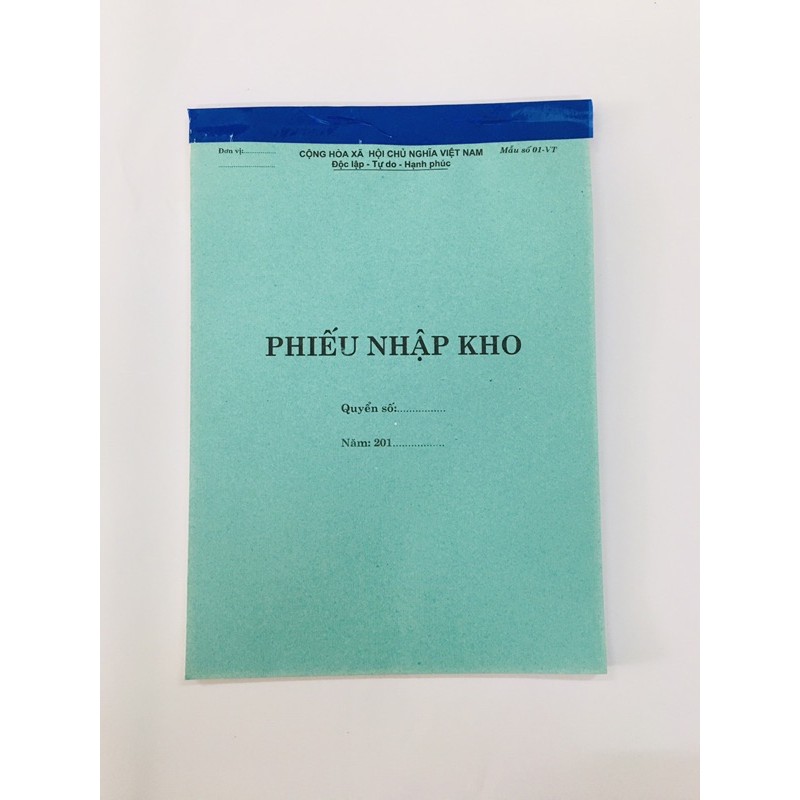 Đơn vị:..............
........................
CỘNG HÒA XÃ HỘI CHỦ NGHĨA VIỆT NAM
Độc lập - Tự do - Hạnh phúc
Mẫu số 01-VT
PHIẾU NHẬP KHO
Quyển số:................
Năm: 201.................